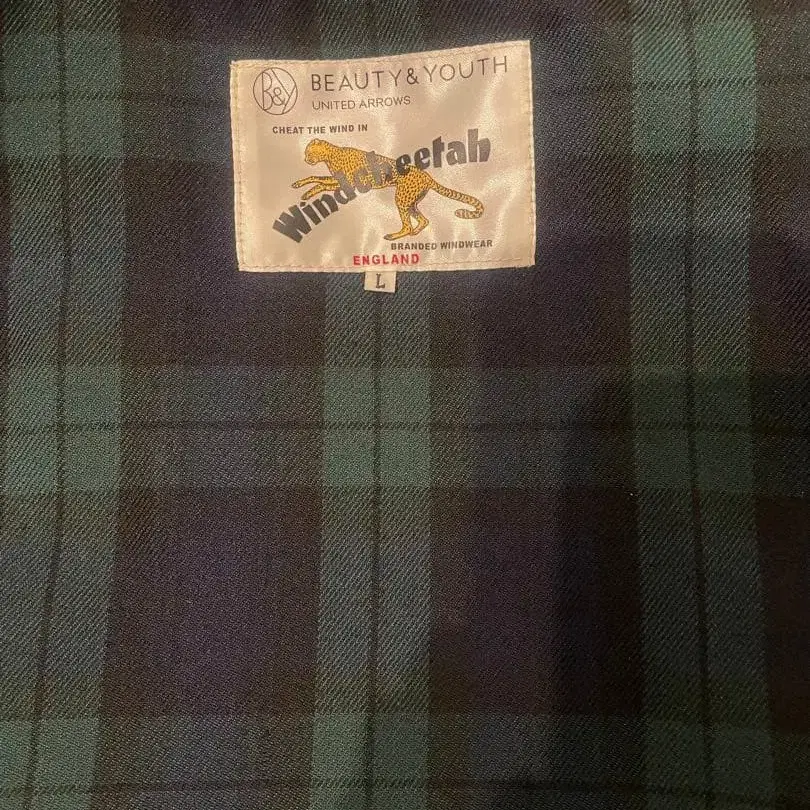 B&Y BEAUTY & YOUTH
UNITED ARROWS
CHEAT THE WIND IN
Windcheetah
BRANDED WINDWEAR
ENGLAND
L